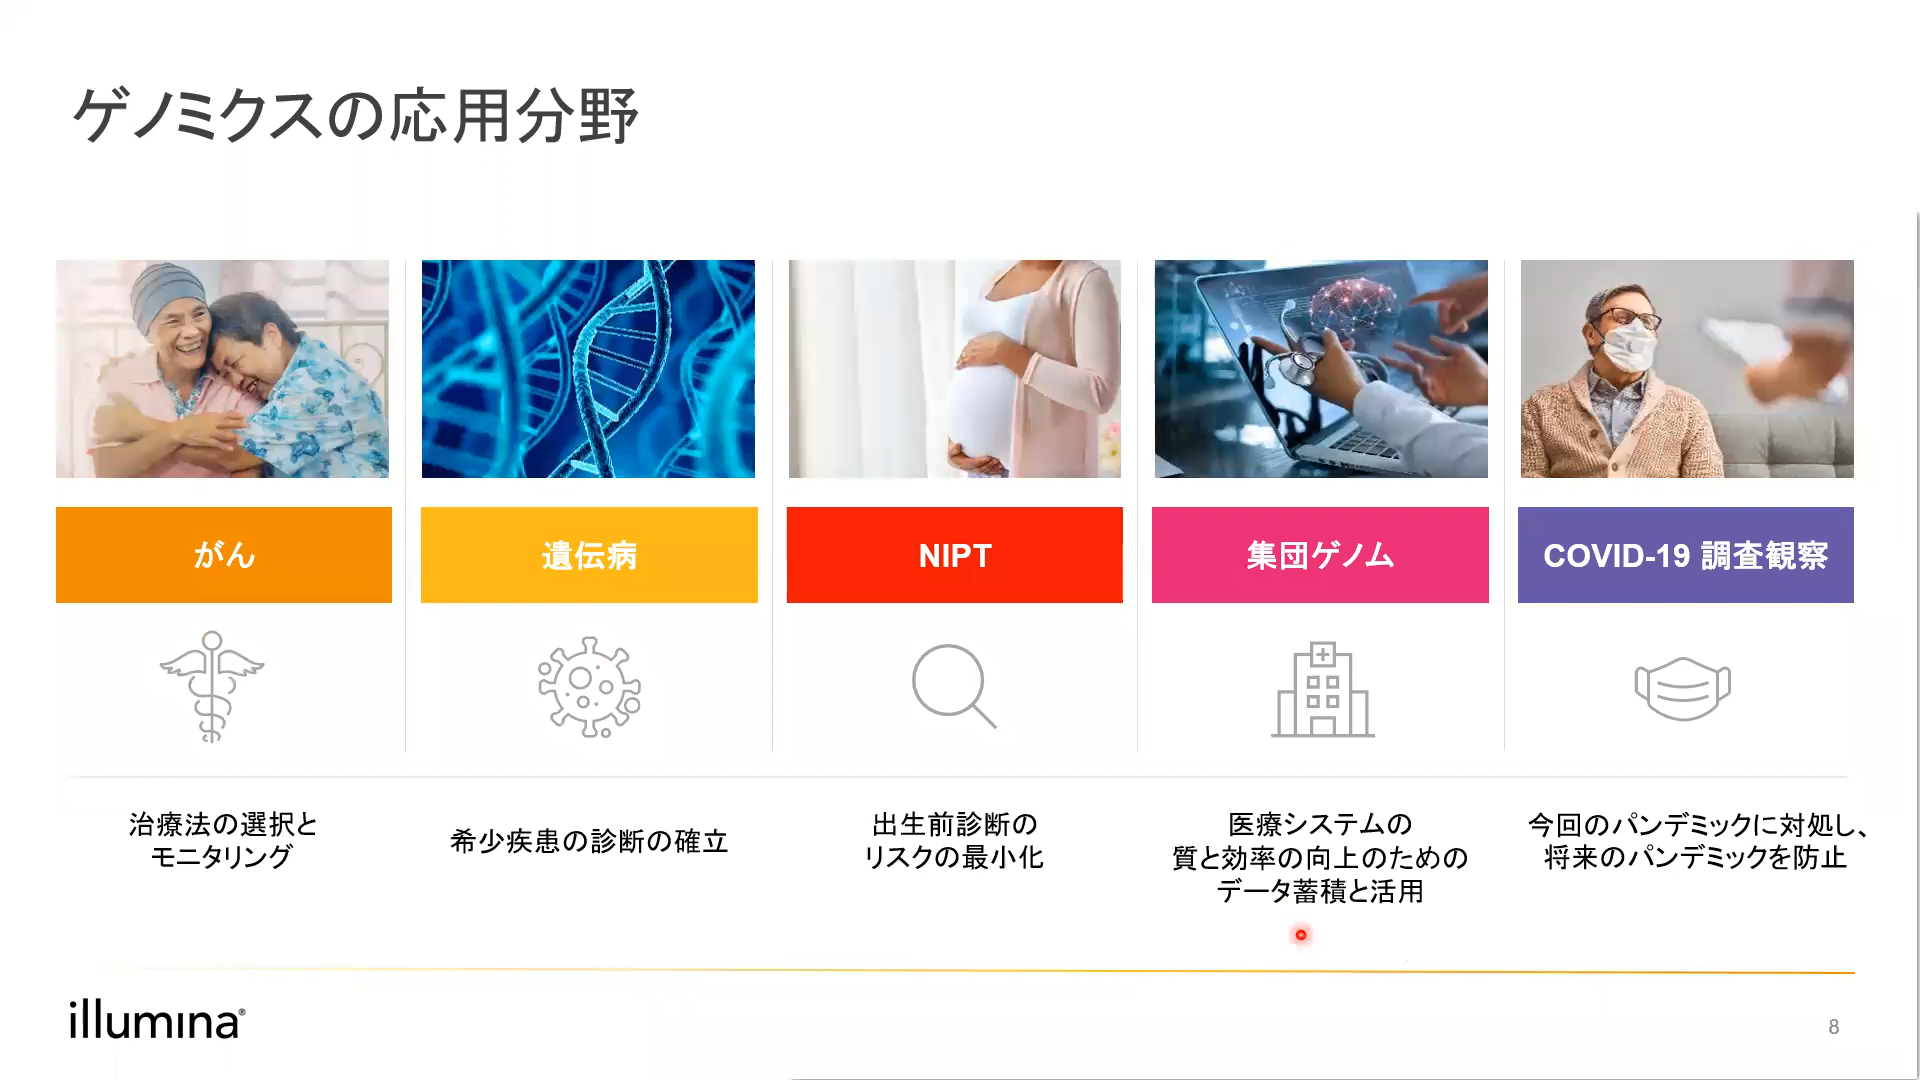 ゲノミクスの応用分野
がん
遺伝病
NIPT
集団ゲノム
COVID-19 調査観察
治療法の選択と
モニタリング
希少疾患の診断の確立
出生前診断の
リスクの最小化
医療システムの
質と効率の向上のための
データ蓄積と活用
今回のパンデミックに対処し、
将来のパンデミックを防止
illumina®
8